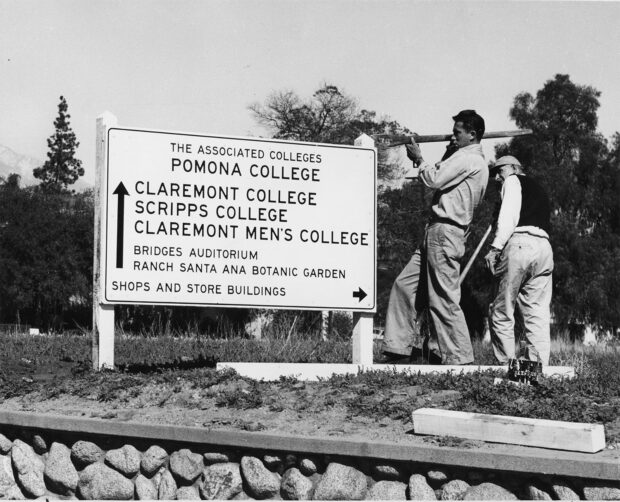 THE ASSOCIATED COLLEGES
POMONA COLLEGE
CLAREMONT COLLEGE
SCRIPPS COLLEGE
CLAREMONT MEN'S COLLEGE
BRIDGES AUDITORIUM
RANCH SANTA ANA BOTANIC GARDEN
SHOPS AND STORE BUILDINGS